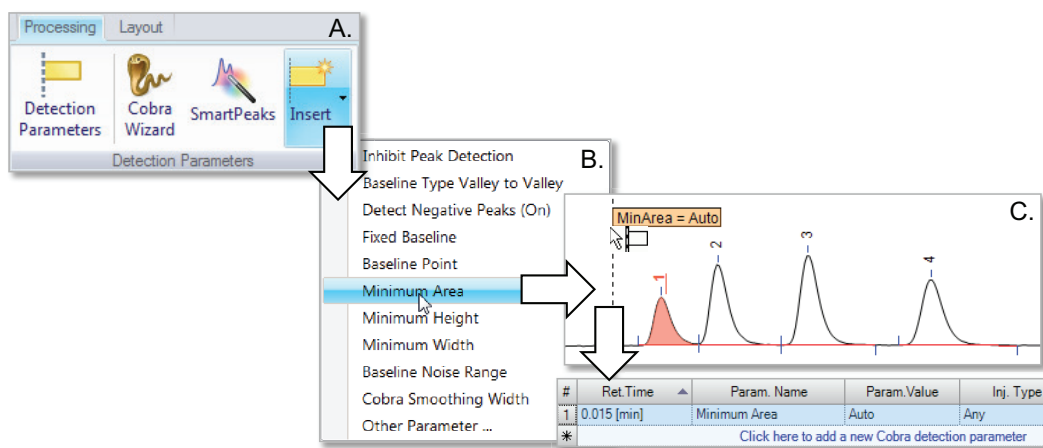 Processing Layout A.
Detection Parameters
Cobra Wizard
SmartPeaks
Insert
Detection Parameters
B.
Inhibit Peak Detection
Baseline Type Valley to Valley
Detect Negative Peaks (On)
Fixed Baseline
Baseline Point
Minimum Area
Minimum Height
Minimum Width
Baseline Noise Range
Cobra Smoothing Width
Other Parameter ...
C.
MinArea = Auto
1 2 3 4
# Ret.Time Param. Name Param.Value Inj. Type
1 0.015 [min] Minimum Area Auto Any
Click here to add a new Cobra detection parameter